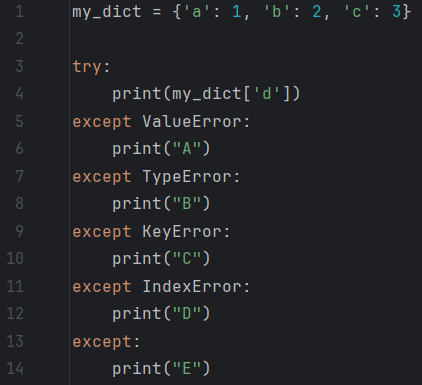 1 my_dict = {'a': 1, 'b': 2, 'c': 3}
2
3 try:
4     print(my_dict['d'])
5 except ValueError:
6     print("A")
7 except TypeError:
8     print("B")
9 except KeyError:
10     print("C")
11 except IndexError:
12     print("D")
13 except:
14     print("E")